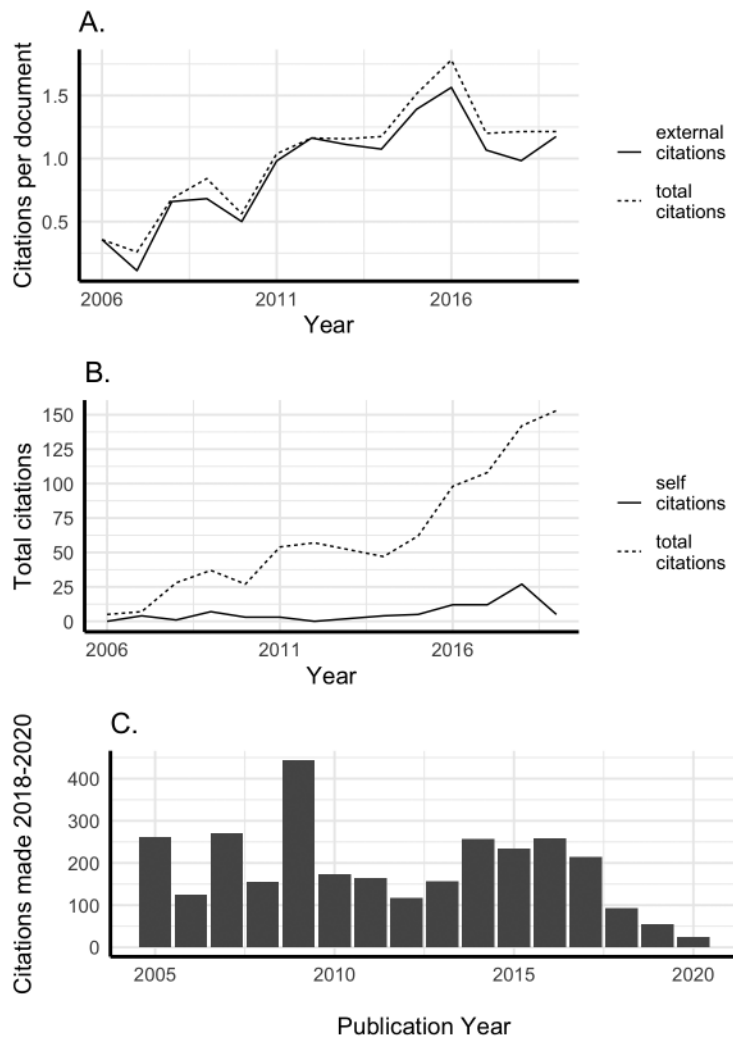 A.
Citations per document
1.5
1.0
0.5
2006
2011
2016
Year
external
citations
total
citations
B.
Total citations
150
125
100
75
50
25
0
2006
2011
2016
Year
self
citations
total
citations
C.
Citations made 2018-2020
400
300
200
100
0
2005
2010
2015
2020
Publication Year